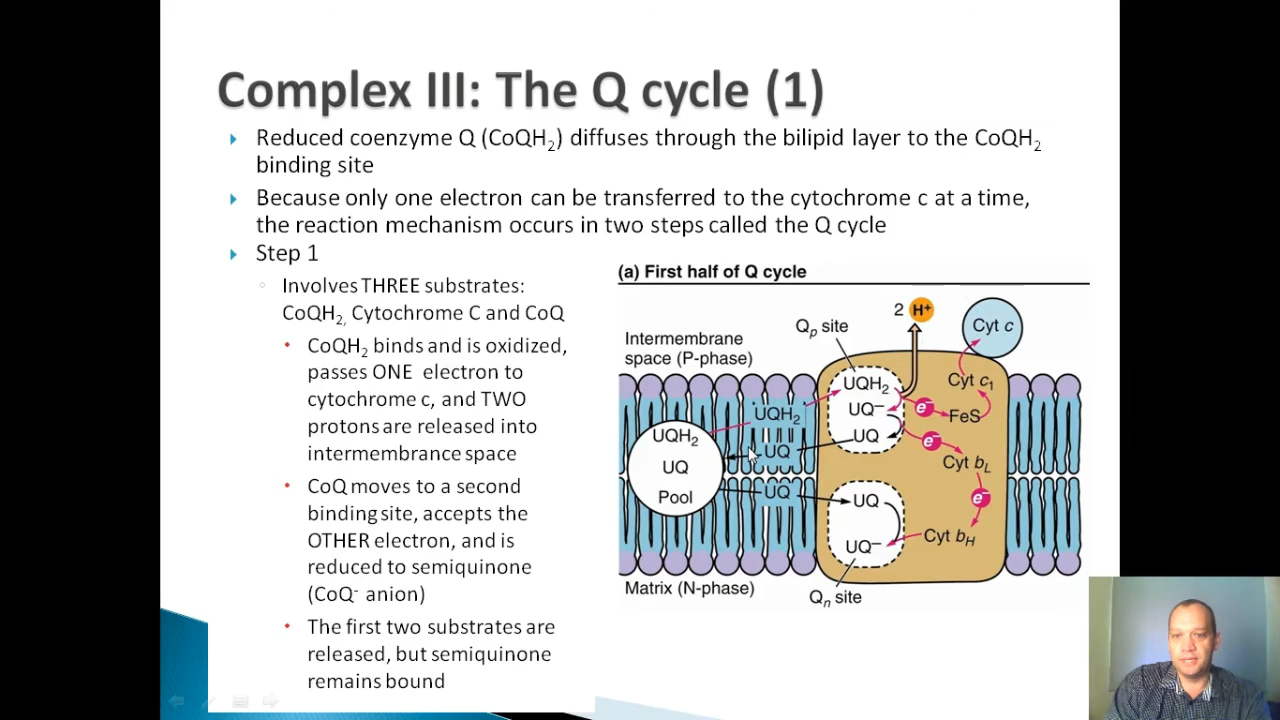 Complex III: The Q cycle (1)
Reduced coenzyme Q (CoQH₂) diffuses through the bilipid layer to the CoQH₂
binding site
Because only one electron can be transferred to the cytochrome c at a time,
the reaction mechanism occurs in two steps called the Q cycle
Step 1
Involves THREE substrates:
CoQH₂, Cytochrome C and CoQ
CoQH₂ binds and is oxidized,
passes ONE electron to
cytochrome c, and TWO
protons are released into
intermembrance space
CoQ moves to a second
binding site, accepts the
OTHER electron, and is
reduced to semiquinone
(CoQ⁻ anion)
The first two substrates are
released, but semiquinone
remains bound
(a) First half of Q cycle
2 H⁺
Cyt c
Qₚ site
Intermembrane
space (P-phase)
UQH₂
Cyt c₁
UQ⁻
e⁻
FeS
UQH₂
UQ
e⁻
UQH₂
UQ
Cyt b_L
UQ
Pool
UQ
UQ
e⁻
Cyt b_H
UQ⁻
Matrix (N-phase)
Qₙ site